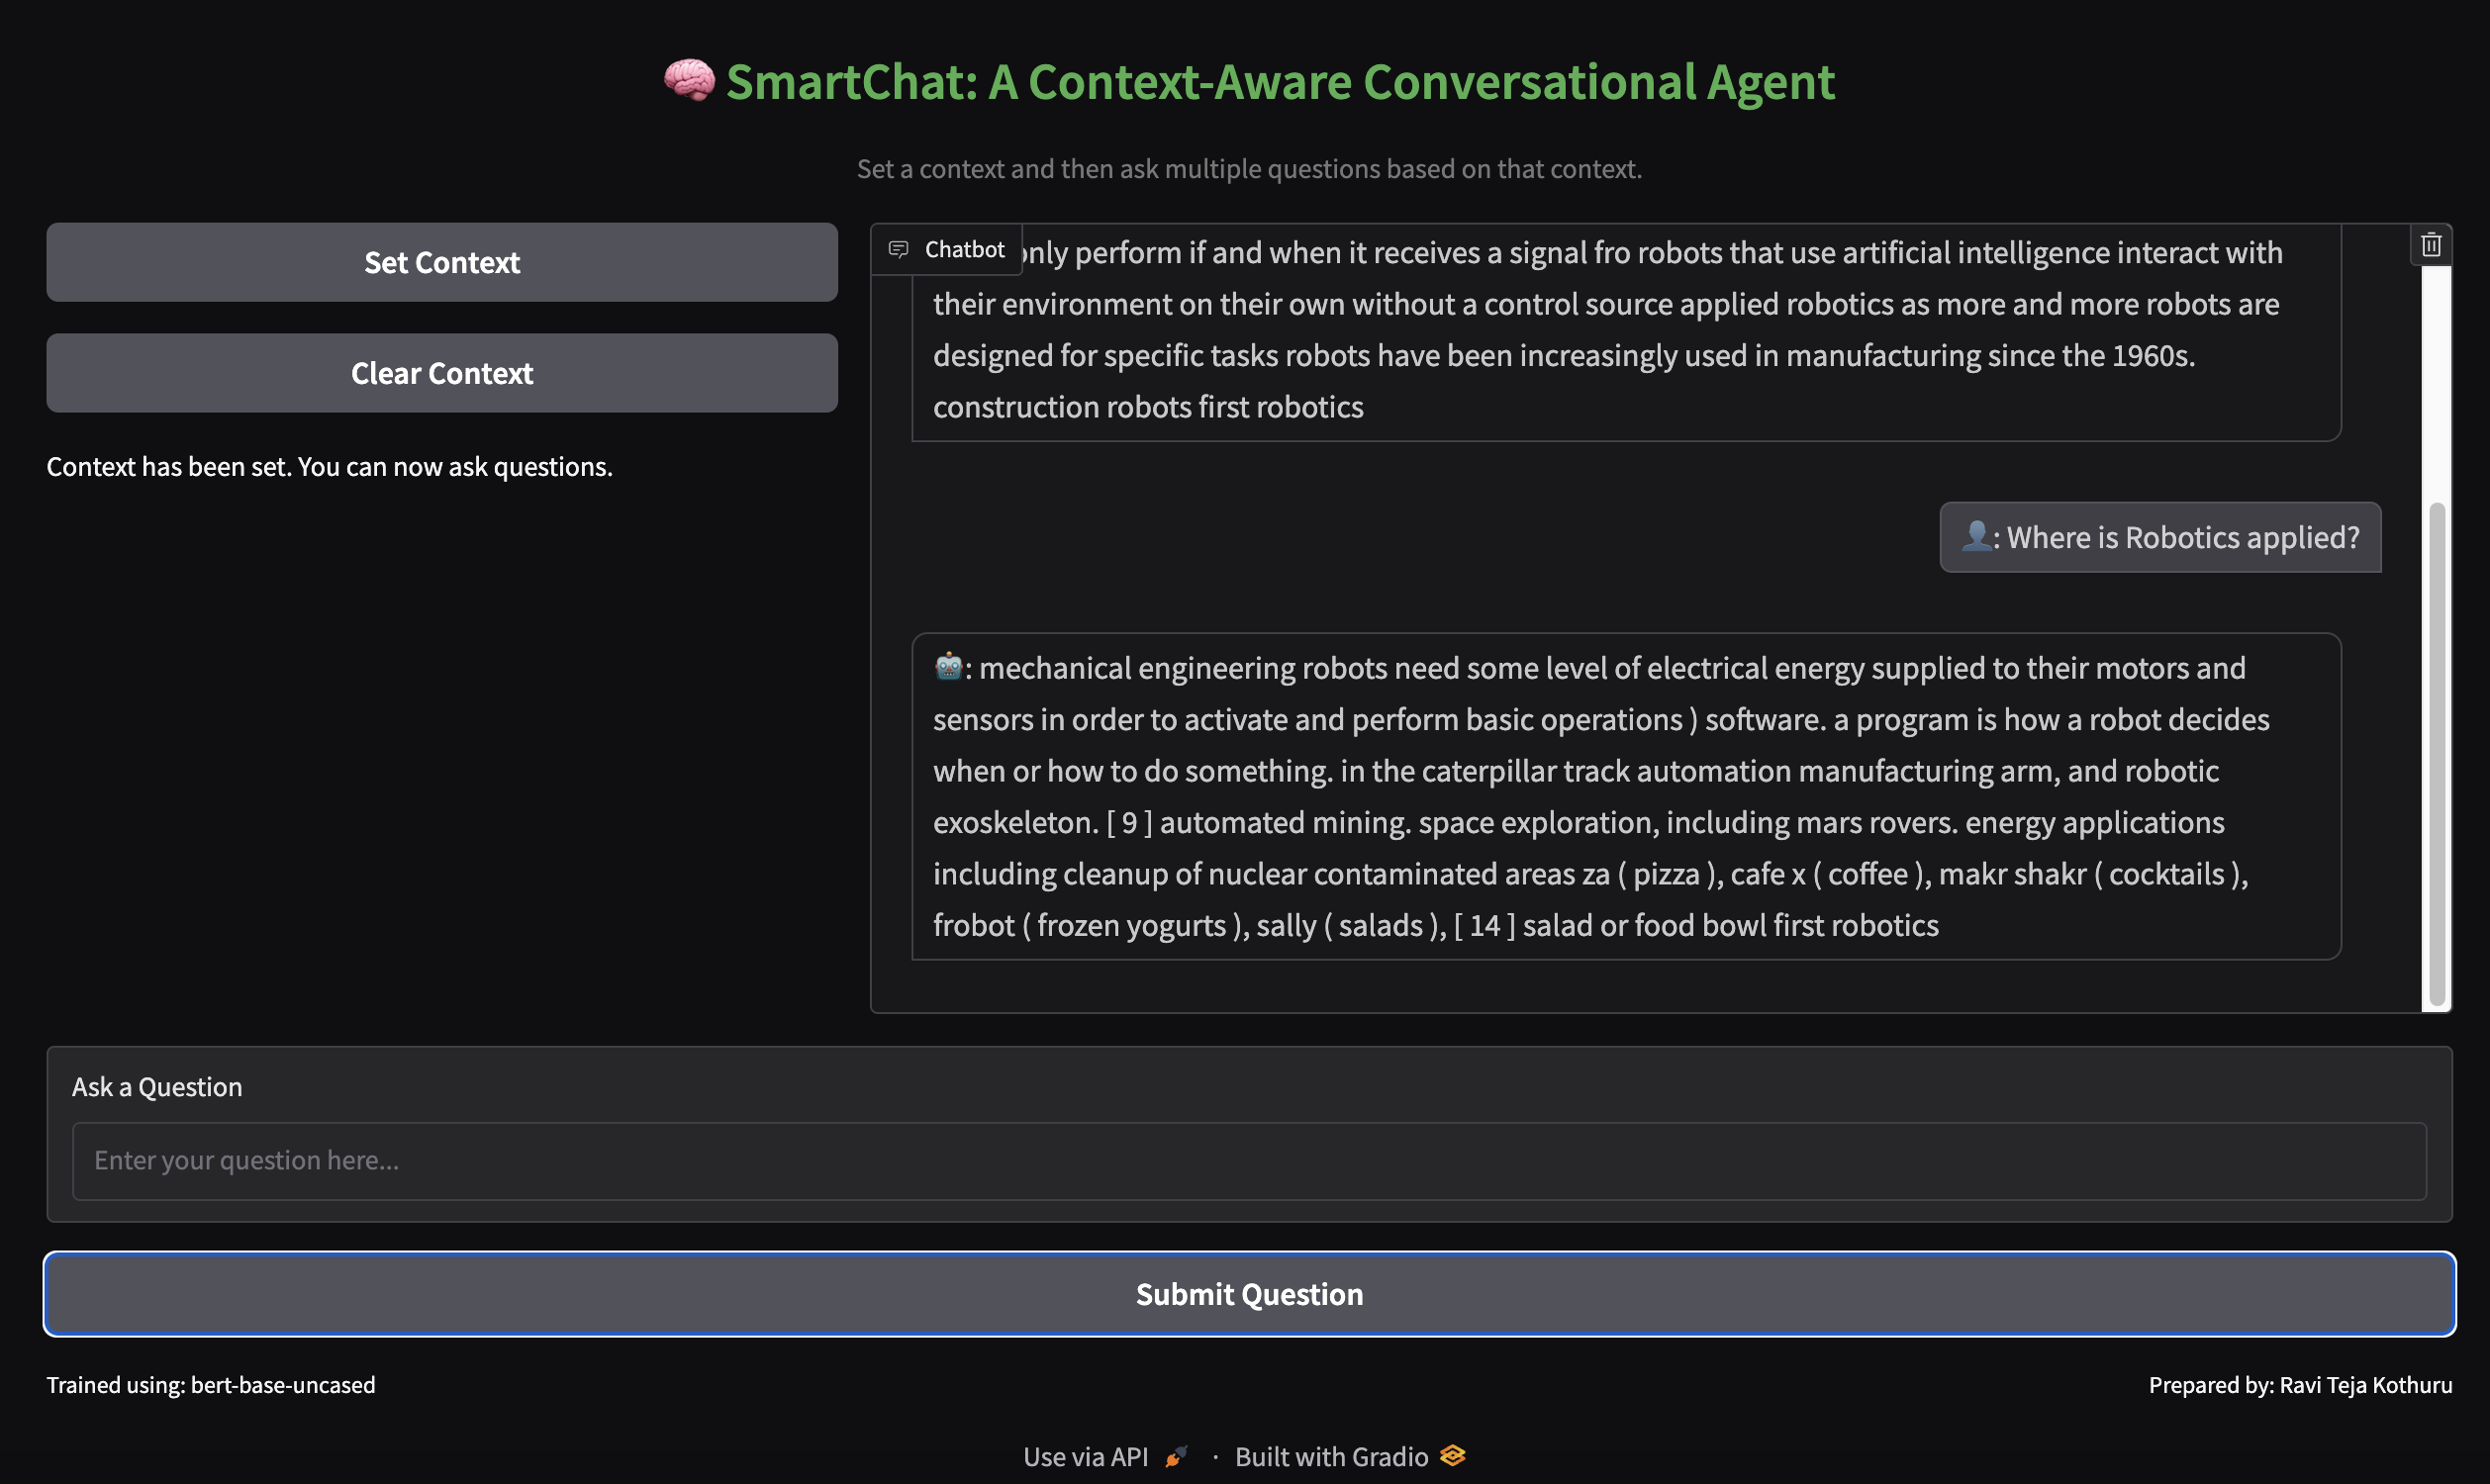 🧠 SmartChat: A Context-Aware Conversational Agent
Set a context and then ask multiple questions based on that context.
Set Context
Clear Context
Context has been set. You can now ask questions.
Chatbot
only perform if and when it receives a signal fro robots that use artificial intelligence interact with
their environment on their own without a control source applied robotics as more and more robots are
designed for specific tasks robots have been increasingly used in manufacturing since the 1960s.
construction robots first robotics
👤: Where is Robotics applied?
🤖: mechanical engineering robots need some level of electrical energy supplied to their motors and
sensors in order to activate and perform basic operations ) software. a program is how a robot decides
when or how to do something. in the caterpillar track automation manufacturing arm, and robotic
exoskeleton. [ 9 ] automated mining. space exploration, including mars rovers. energy applications
including cleanup of nuclear contaminated areas za ( pizza ), cafe x ( coffee ), makr shakr ( cocktails ),
frobot ( frozen yogurts ), sally ( salads ), [ 14 ] salad or food bowl first robotics
Ask a Question
Enter your question here...
Submit Question
Trained using: bert-base-uncased
Prepared by: Ravi Teja Kothuru
Use via API 🚀 · Built with Gradio